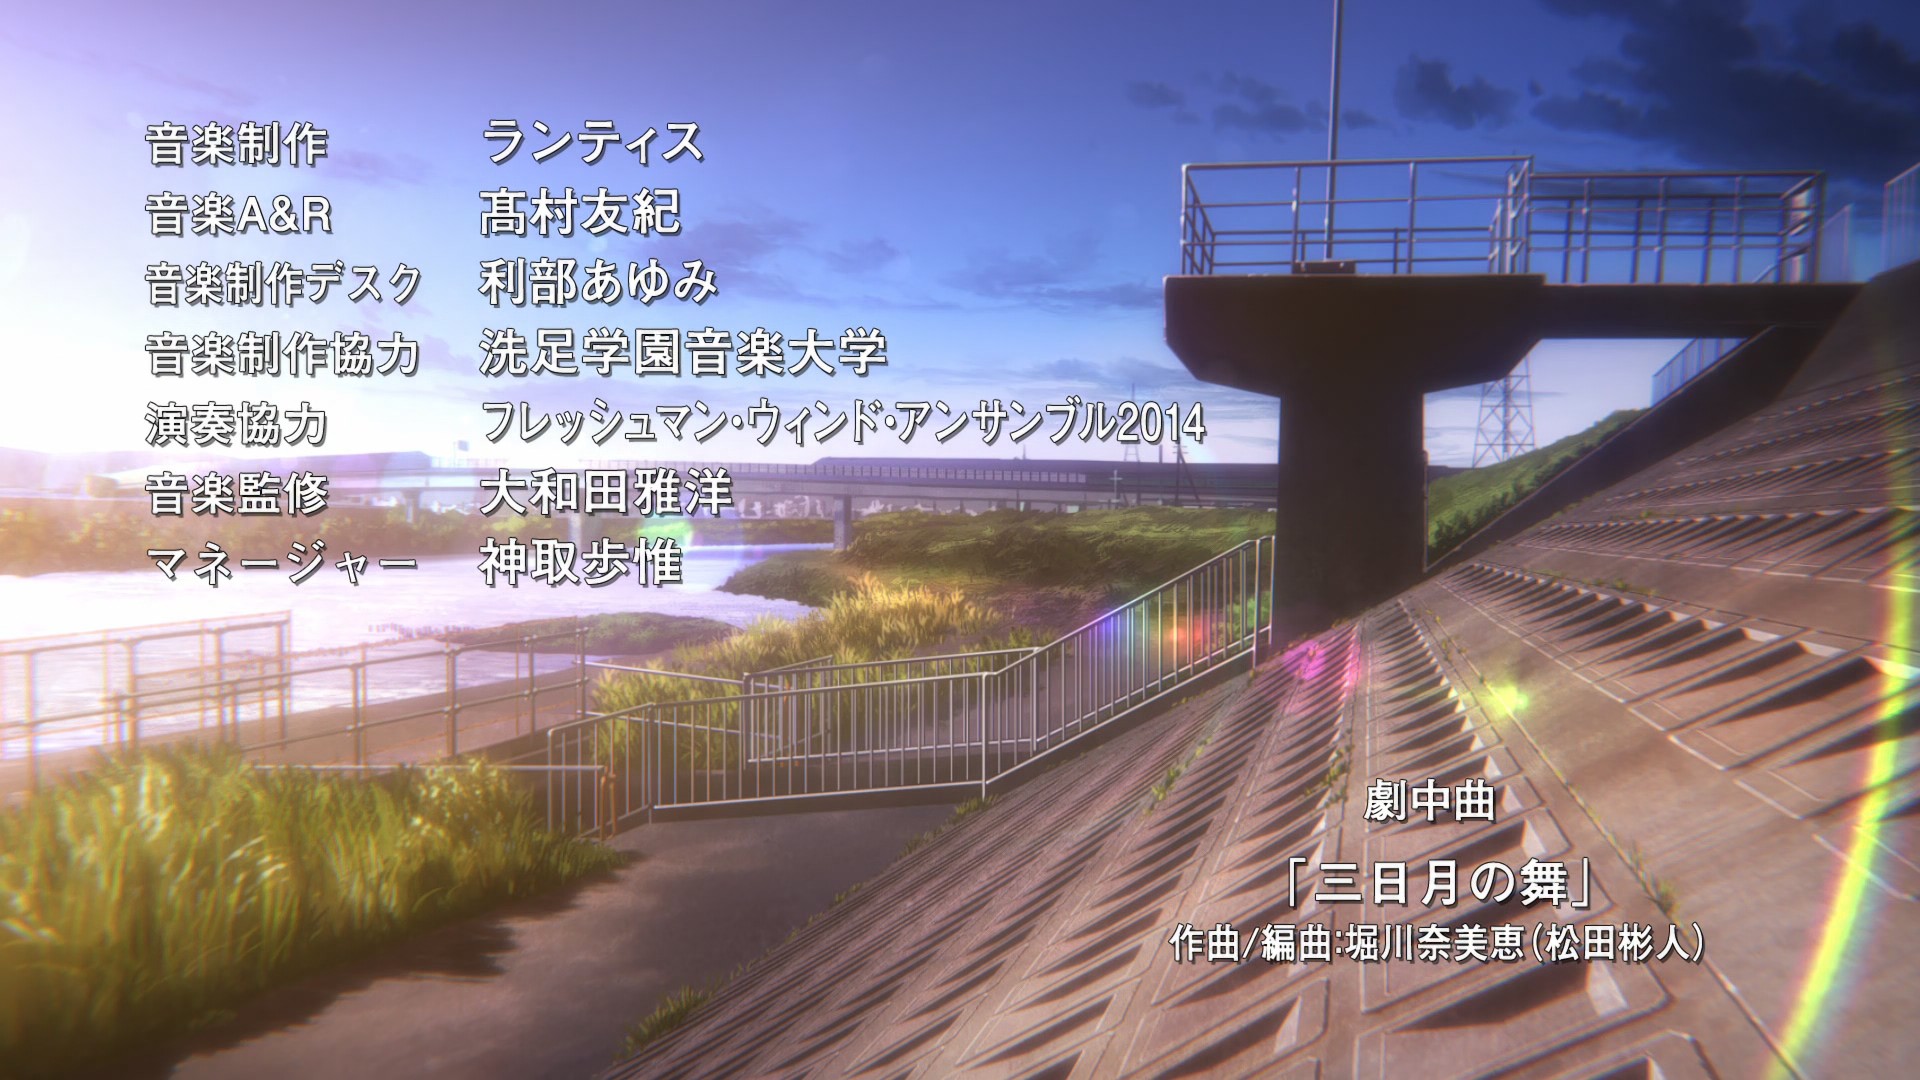 音楽制作 ランティス
音楽A&R 髙村友紀
音楽制作デスク 利部あゆみ
音楽制作協力 洗足学園音楽大学
演奏協力 フレッシュマン・ウィンド・アンサンブル2014
音楽監修 大和田雅洋
マネージャー 神取歩惟
劇中曲
「三日月の舞」
作曲/編曲:堀川奈美恵(松田彬人)